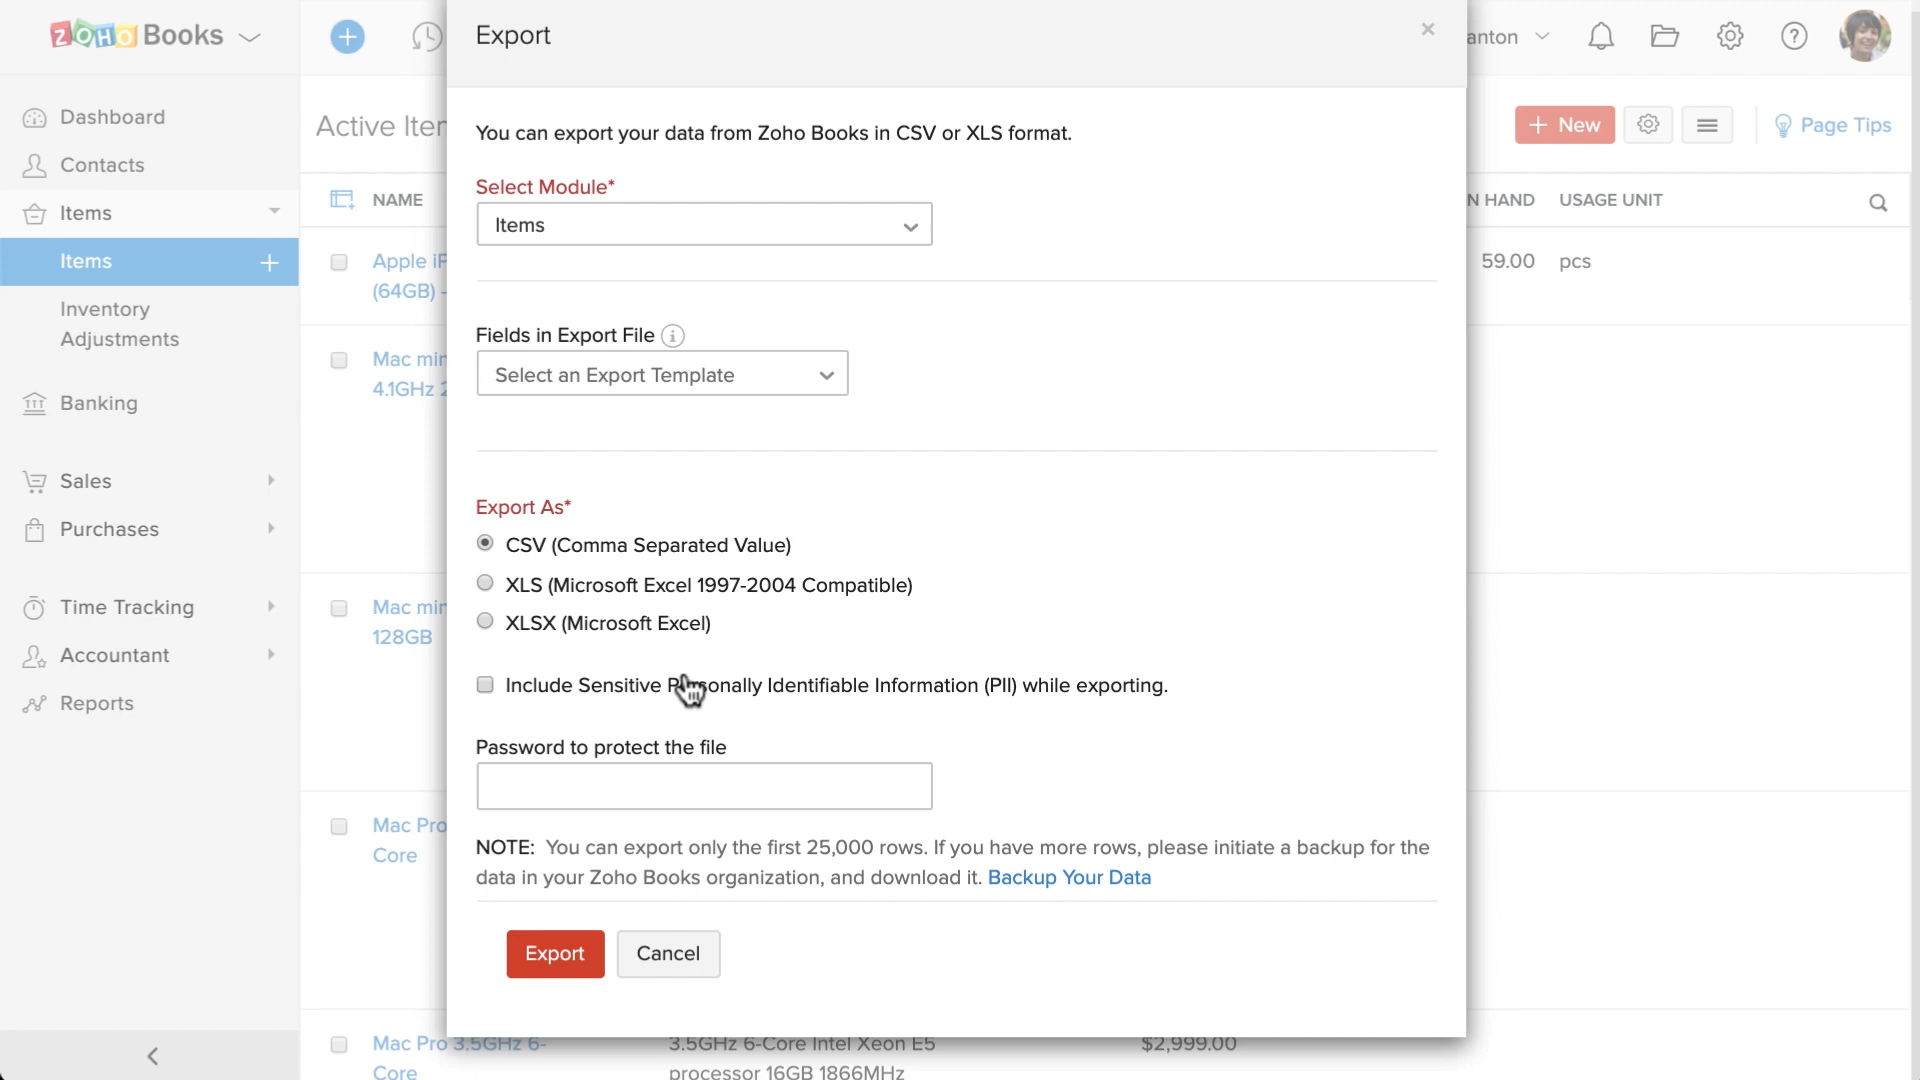 ZOHO Books
Export
×
anton
Dashboard
Contacts
Items
Items
Inventory
Adjustments
Banking
Sales
Purchases
Time Tracking
Accountant
Reports
Active Iter
+ New
Page Tips
NAME
N HAND
USAGE UNIT
Apple iP
(64GB) -
59.00
pcs
Mac min
4.1GHz 2
Mac min
128GB
Mac Pro
Core
Mac Pro 3.5GHz 6-
Core
3.5GHz 6-Core Intel Xeon E5
processor 16GB 1866MHz
$2,999.00
You can export your data from Zoho Books in CSV or XLS format.
Select Module*
Items
Fields in Export File
Select an Export Template
Export As*
CSV (Comma Separated Value)
XLS (Microsoft Excel 1997-2004 Compatible)
XLSX (Microsoft Excel)
Include Sensitive Personally Identifiable Information (PII) while exporting.
Password to protect the file
NOTE: You can export only the first 25,000 rows. If you have more rows, please initiate a backup for the
data in your Zoho Books organization, and download it. Backup Your Data
Export
Cancel